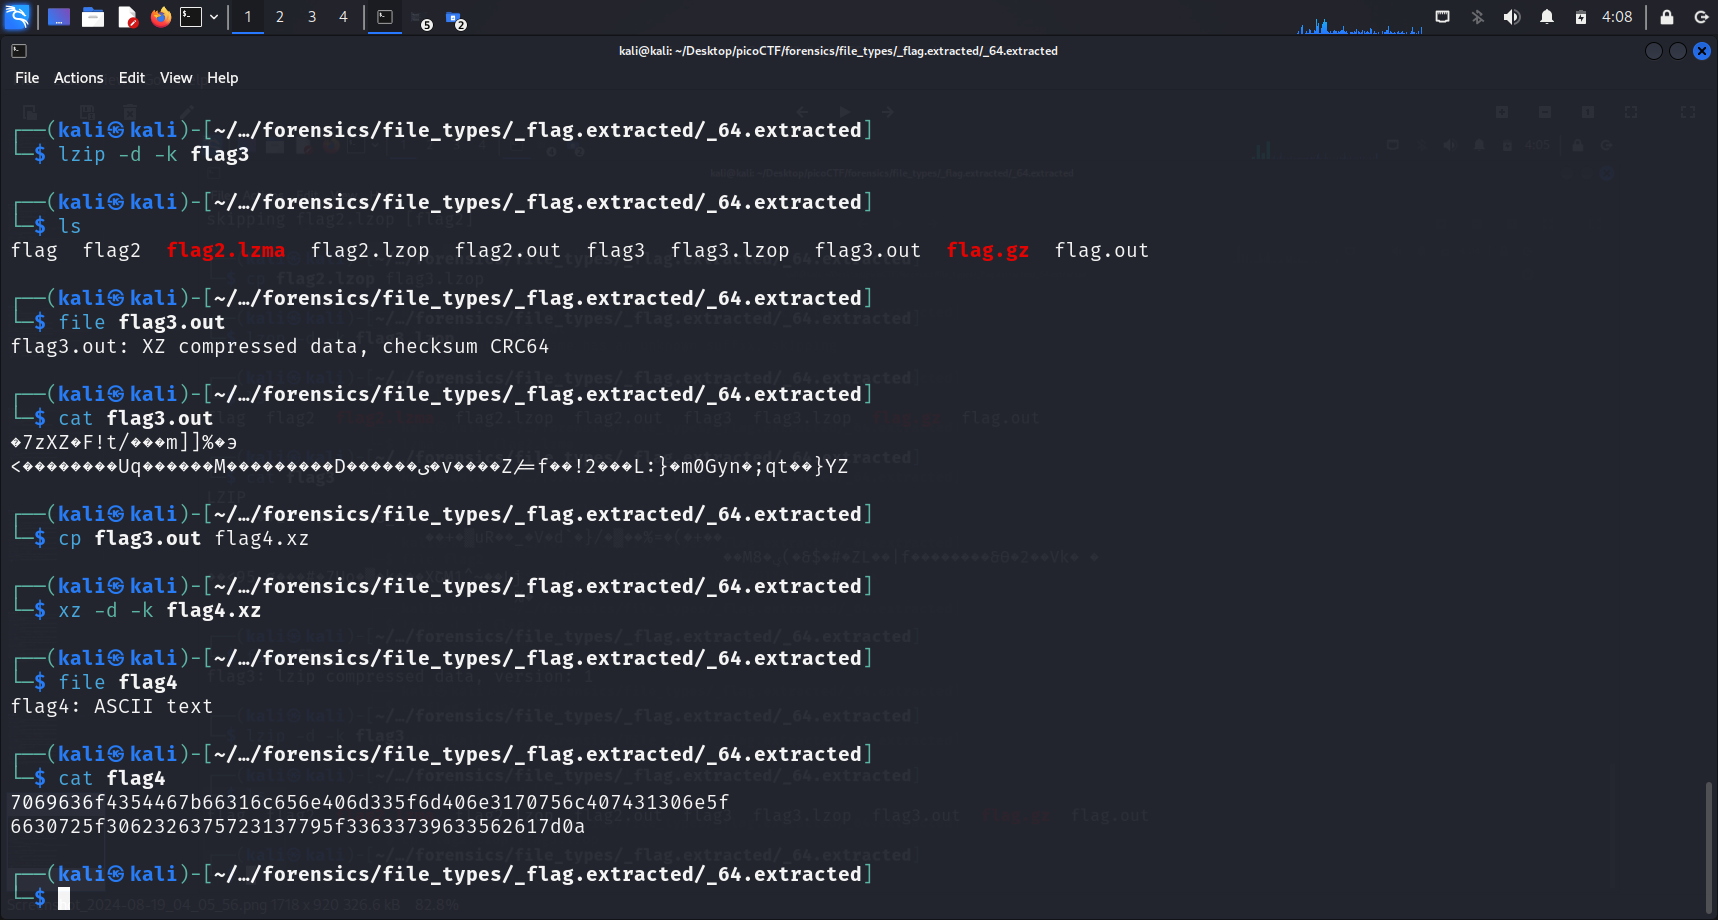 1 2 3 4 5 2 4:08
kali@kali: ~/Desktop/picoCTF/forensics/file_types/_flag.extracted/_64.extracted
File Actions Edit View Help
┌──(kali㉿kali)-[~/…/forensics/file_types/_flag.extracted/_64.extracted]
└─$ lzip -d -k flag3
┌──(kali㉿kali)-[~/…/forensics/file_types/_flag.extracted/_64.extracted]
└─$ ls
flag flag2 flag2.lzma flag2.lzop flag2.out flag3 flag3.lzop flag3.out flag.gz flag.out
┌──(kali㉿kali)-[~/…/forensics/file_types/_flag.extracted/_64.extracted]
└─$ file flag3.out
flag3.out: XZ compressed data, checksum CRC64
┌──(kali㉿kali)-[~/…/forensics/file_types/_flag.extracted/_64.extracted]
└─$ cat flag3.out
�7zXZ�F!t/���m]]%�э
<��������Uq������M���������D������ى�v����Z/=f��!2���L:}�m0Gyn�;qt��}YZ
┌──(kali㉿kali)-[~/…/forensics/file_types/_flag.extracted/_64.extracted]
└─$ cp flag3.out flag4.xz
┌──(kali㉿kali)-[~/…/forensics/file_types/_flag.extracted/_64.extracted]
└─$ xz -d -k flag4.xz
┌──(kali㉿kali)-[~/…/forensics/file_types/_flag.extracted/_64.extracted]
└─$ file flag4
flag4: ASCII text
┌──(kali㉿kali)-[~/…/forensics/file_types/_flag.extracted/_64.extracted]
└─$ cat flag4
7069636f4354467b66316c656e406d335f6d406e3170756c407431306e5f
6630725f3062326375723137795f33633739633562617d0a
┌──(kali㉿kali)-[~/…/forensics/file_types/_flag.extracted/_64.extracted]
└─$